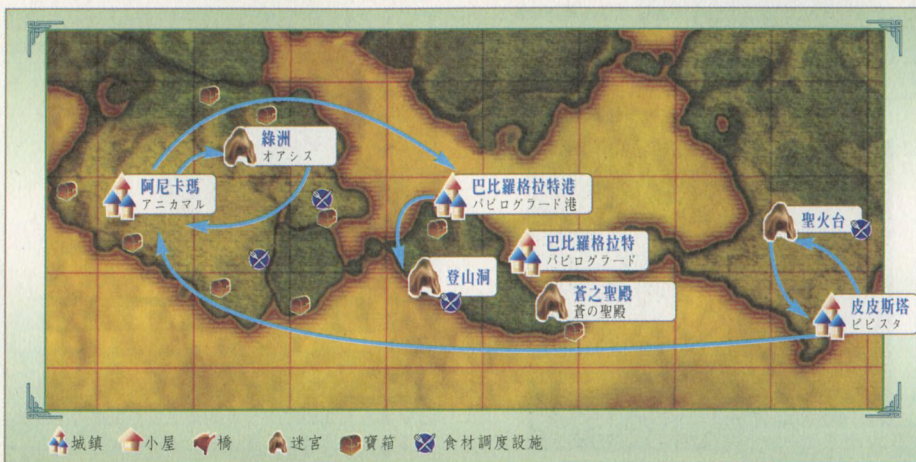 綠洲
オアシス
阿尼卡瑪
アニカマル
巴比羅格拉特港
バビログラード港
巴比羅格拉特
バビログラード
聖火台
登山洞
蒼之聖殿
蒼の聖殿
皮皮斯塔
ピピスタ
城鎮 小屋 橋 迷宮 寶箱 食材調度設施